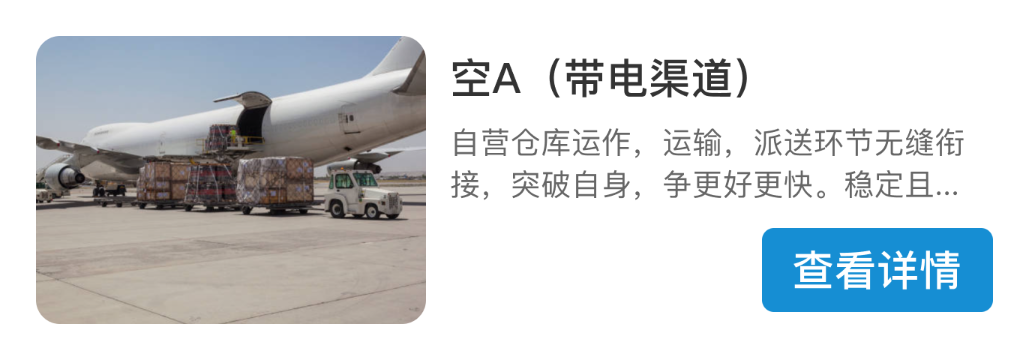 空A（带电渠道）
自营仓库运作，运输，派送环节无缝衔
接，突破自身，争更好更快。稳定且...
查看详情